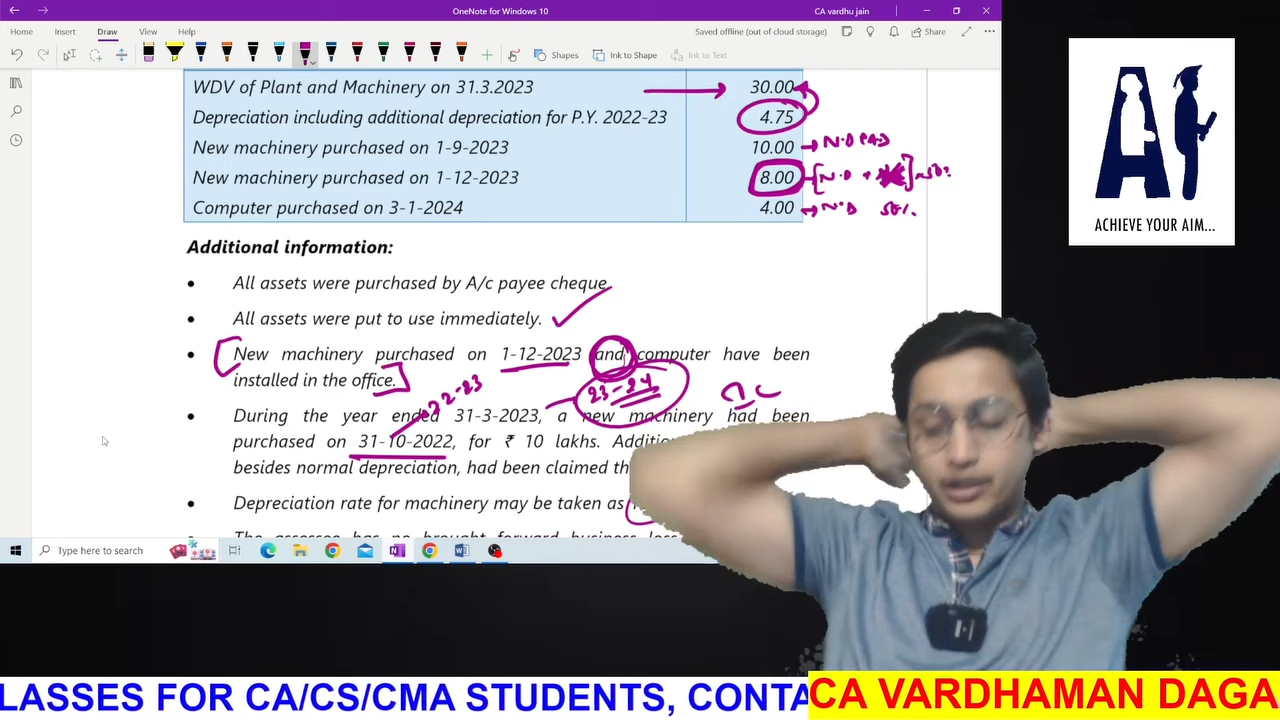 OneNote for Windows 10
CA vardhu jain
Home Insert Draw View Help
Saved offline (out of cloud storage)
Share
Shapes Ink to Shape Ink to Text
WDV of Plant and Machinery on 31.3.2023 30.00
Depreciation including additional depreciation for P.Y. 2022-23 4.75
New machinery purchased on 1-9-2023 10.00
New machinery purchased on 1-12-2023 8.00
Computer purchased on 3-1-2024 4.00 N.D 50%
Additional information:
• All assets were purchased by A/c payee cheque
• All assets were put to use immediately.
• New machinery purchased on 1-12-2023 and computer have been
installed in the office.
22-23
23-24
• During the year ended 31-3-2023, a new machinery had been
purchased on 31-10-2022, for ₹ 10 lakhs.
besides normal depreciation, had been claimed
• Depreciation rate for machinery may be taken as
The assessee has no brought forward business
Type here to search
ACHIEVE YOUR AIM...
LASSES FOR CA/CS/CMA STUDENTS, CONTA
CA VARDHAMAN DAGA